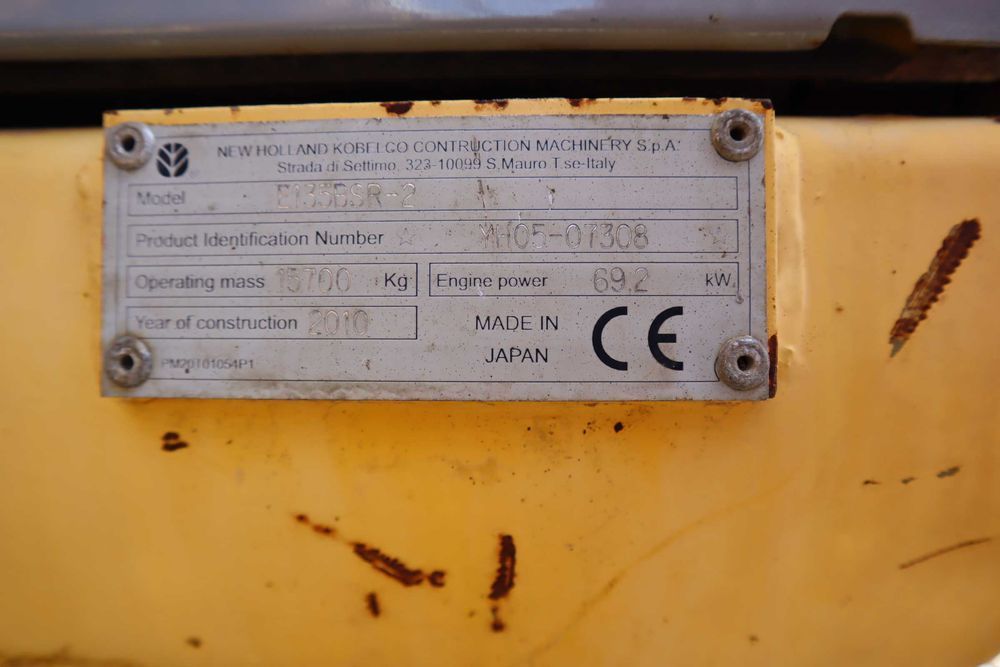 NEW HOLLAND KOBELCO CONTRUCTION MACHINERY S.p.A.
Strada di Settimo, 323-10099 S.Mauro T.se-Italy
Model E135BSR-2
Product Identification Number ☆ YH05-07308 ☆
Operating mass 15700 Kg Engine power 69.2 kW
Year of construction 2010 MADE IN
JAPAN
CE
PM20T01054P1